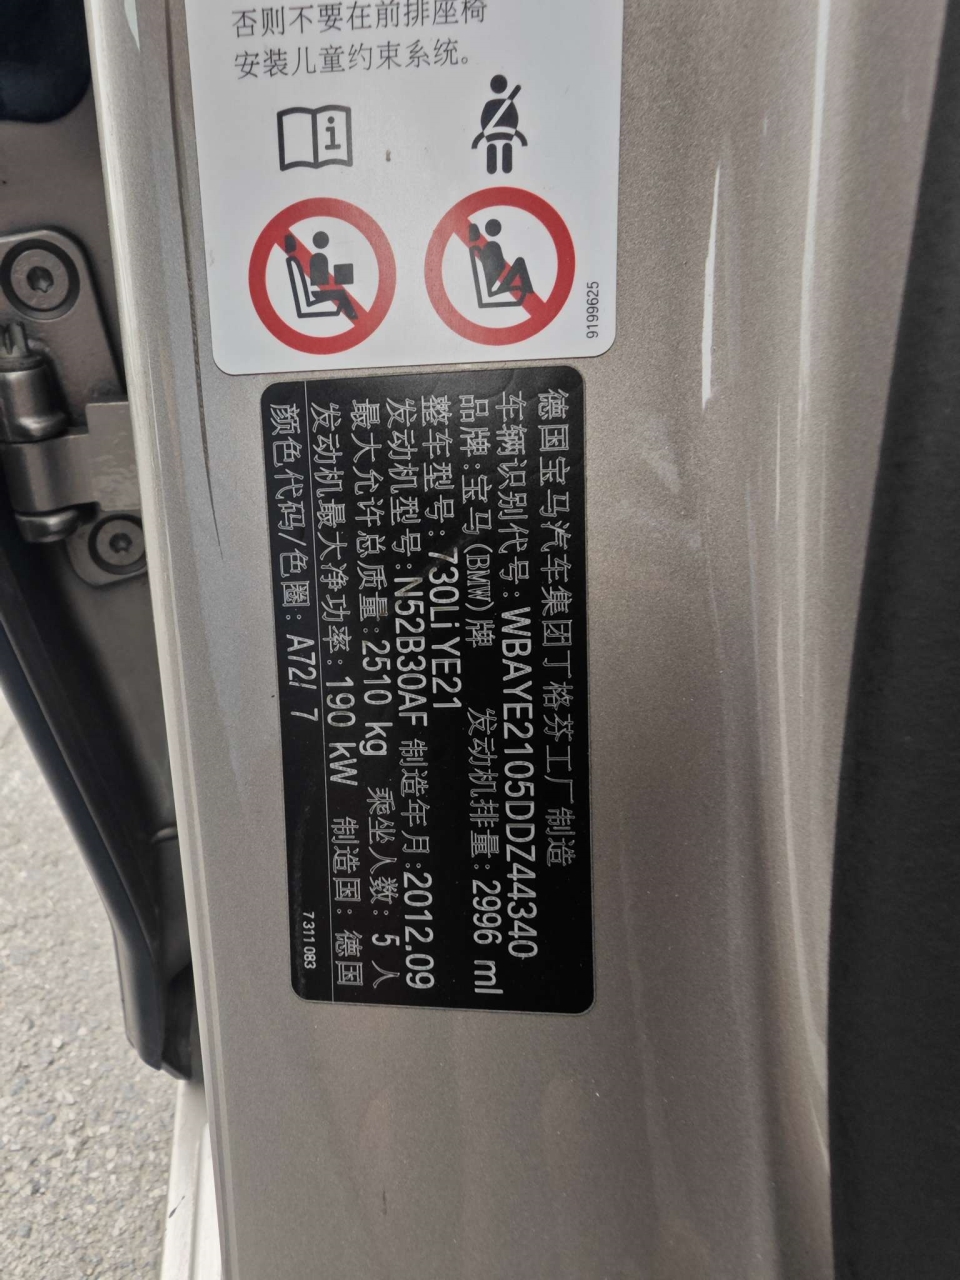 否则不要在前排座椅
安装儿童约束系统。
9199625
德国宝马汽车集团丁格芬工厂制造
车辆识别代号:WBAYE2105DDZ44340
品牌:宝马(BMW)牌 发动机排量:2996 ml
整车型号:730Li YE21
发动机型号:N52B30AF 制造年月:2012.09
最大允许总质量:2510 kg 乘坐人数:5 人
发动机最大净功率:190 kW 制造国:德国
颜色代码/色圈:A72/ 7
7311 083